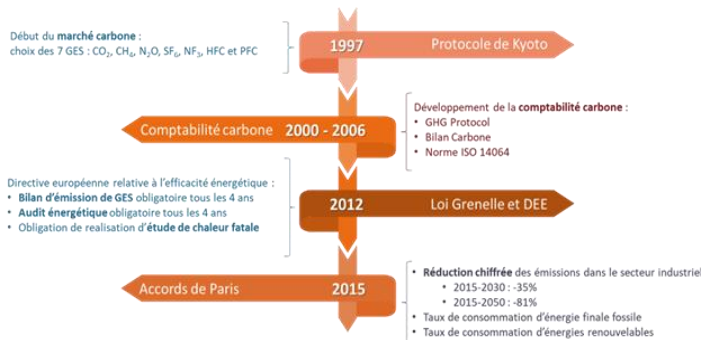 Début du marché carbone :
choix des 7 GES : CO₂, CH₄, N₂O, SF₆, NF₃, HFC et PFC
1997
Protocole de Kyoto
Comptabilité carbone
2000 - 2006
Développement de la comptabilité carbone :
• GHG Protocol
• Bilan Carbone
• Norme ISO 14064
Directive européenne relative à l'efficacité énergétique :
• Bilan d'émission de GES obligatoire tous les 4 ans
• Audit énergétique obligatoire tous les 4 ans
• Obligation de realisation d'étude de chaleur fatale
2012
Loi Grenelle et DEE
Accords de Paris
2015
• Réduction chiffrée des émissions dans le secteur industriel
• 2015-2030 : -35%
• 2015-2050 : -81%
• Taux de consommation d'énergie finale fossile
• Taux de consommation d'énergies renouvelables